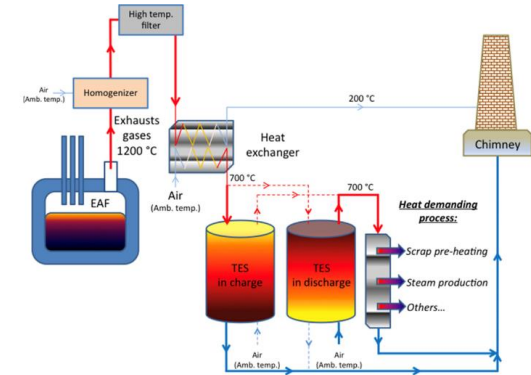 High temp.
filter
Air
(Amb. temp.)
Homogenizer
Exhausts
gases
1200 °C
EAF
200 °C
Heat
exchanger
Air
(Amb. temp.)
Chimney
700 °C
700 °C
Heat demanding
process:
TES
in charge
TES
in discharge
Scrap pre-heating
Steam production
Others...
Air
(Amb. temp.)
Air
(Amb. temp.)